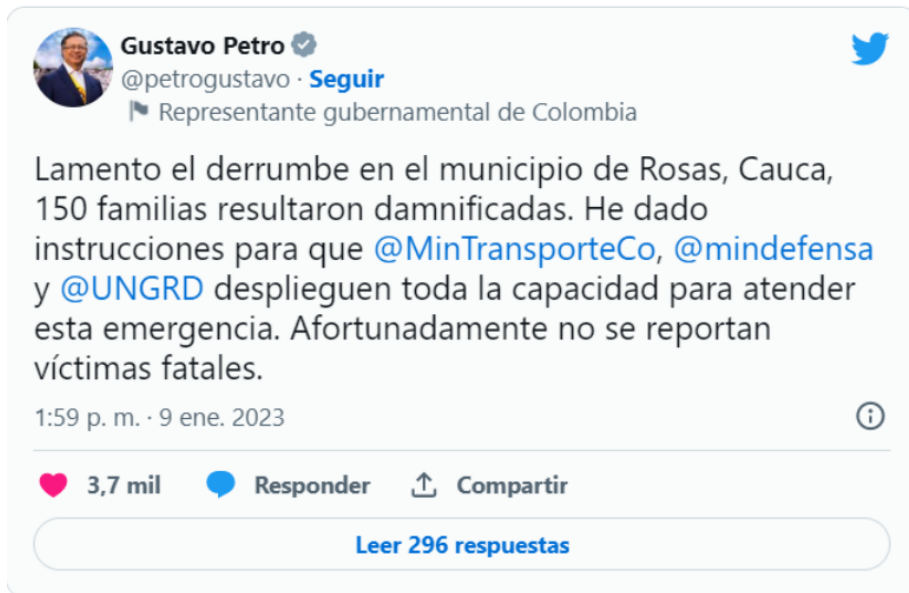 Gustavo Petro
@petrogustavo · Seguir
Representante gubernamental de Colombia
Lamento el derrumbe en el municipio de Rosas, Cauca,
150 familias resultaron damnificadas. He dado
instrucciones para que @MinTransporteCo, @mindefensa
y @UNGRD desplieguen toda la capacidad para atender
esta emergencia. Afortunadamente no se reportan
víctimas fatales.
1:59 p. m. · 9 ene. 2023
3,7 mil Responder Compartir
Leer 296 respuestas